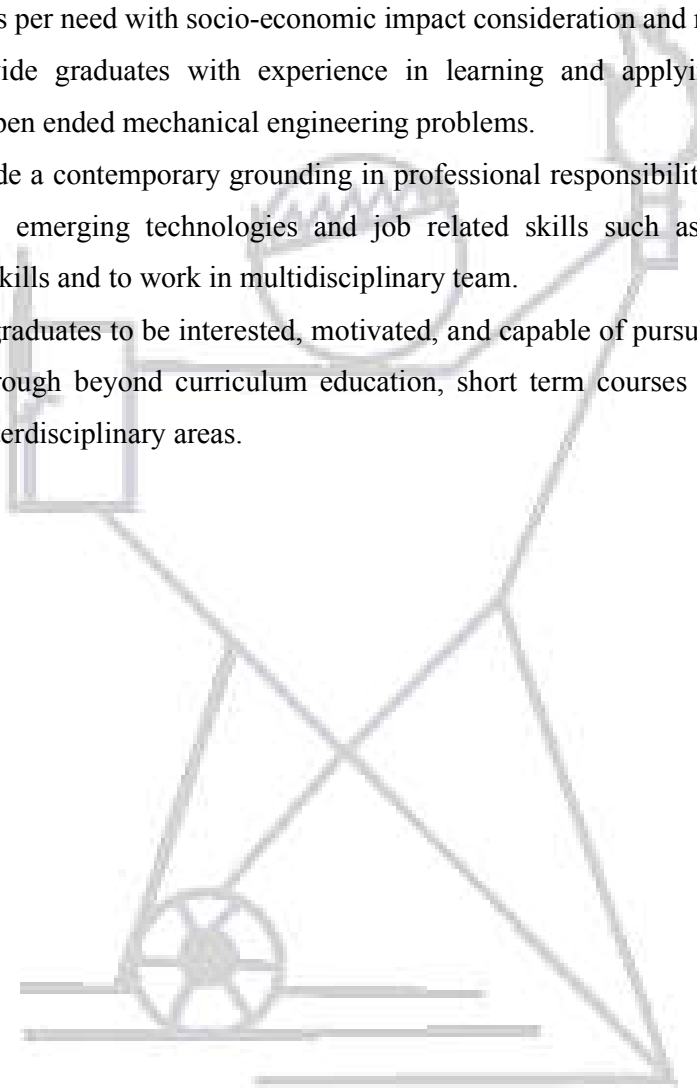 s per need with socio-economic impact consideration and
vide graduates with experience in learning and applyi
pen ended mechanical engineering problems.
de a contemporary grounding in professional responsibilit
emerging technologies and job related skills such as
kills and to work in multidisciplinary team.
graduates to be interested, motivated, and capable of pursu
rough beyond curriculum education, short term courses
erdisciplinary areas.